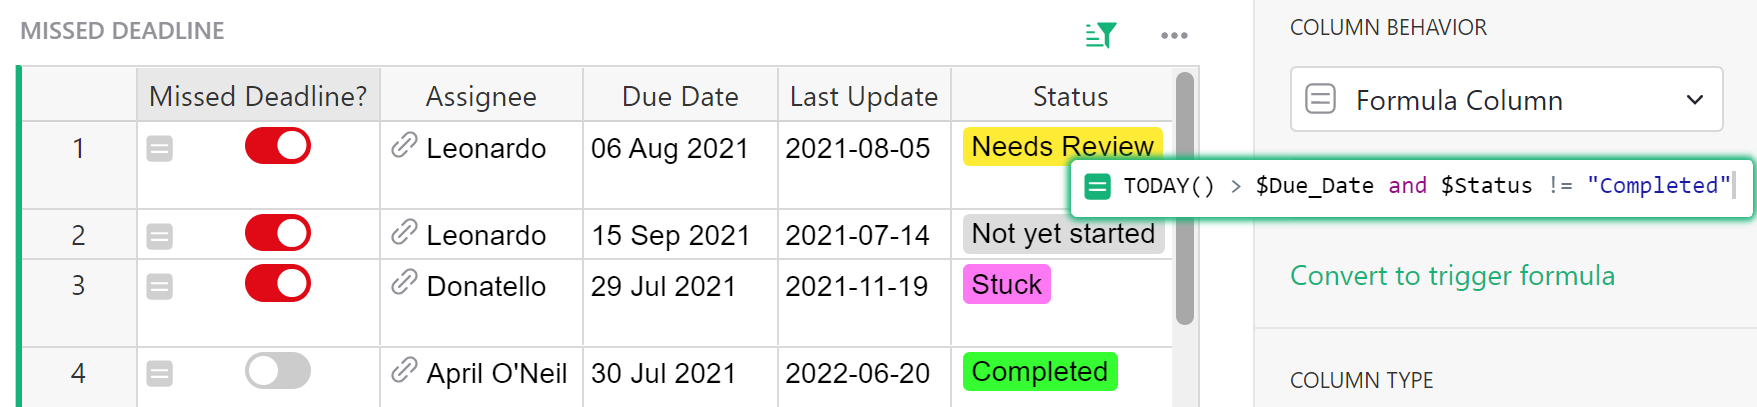 MISSED DEADLINE
Missed Deadline? Assignee Due Date Last Update Status
1 Leonardo 06 Aug 2021 2021-08-05 Needs Review
2 Leonardo 15 Sep 2021 2021-07-14 Not yet started
3 Donatello 29 Jul 2021 2021-11-19 Stuck
4 April O'Neil 30 Jul 2021 2022-06-20 Completed
COLUMN BEHAVIOR
Formula Column
TODAY() > $Due_Date and $Status != "Completed"
Convert to trigger formula
COLUMN TYPE